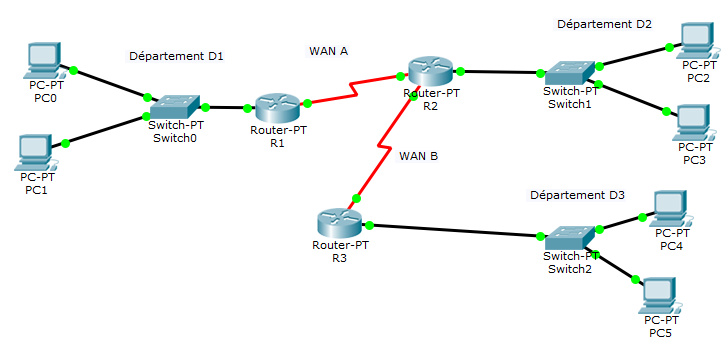 Département D1
PC-PT
PC0
PC-PT
PC1
Switch-PT
Switch0
Router-PT
R1
WAN A
Router-PT
R2
WAN B
Router-PT
R3
Département D2
Switch-PT
Switch1
PC-PT
PC2
PC-PT
PC3
Département D3
Switch-PT
Switch2
PC-PT
PC4
PC-PT
PC5